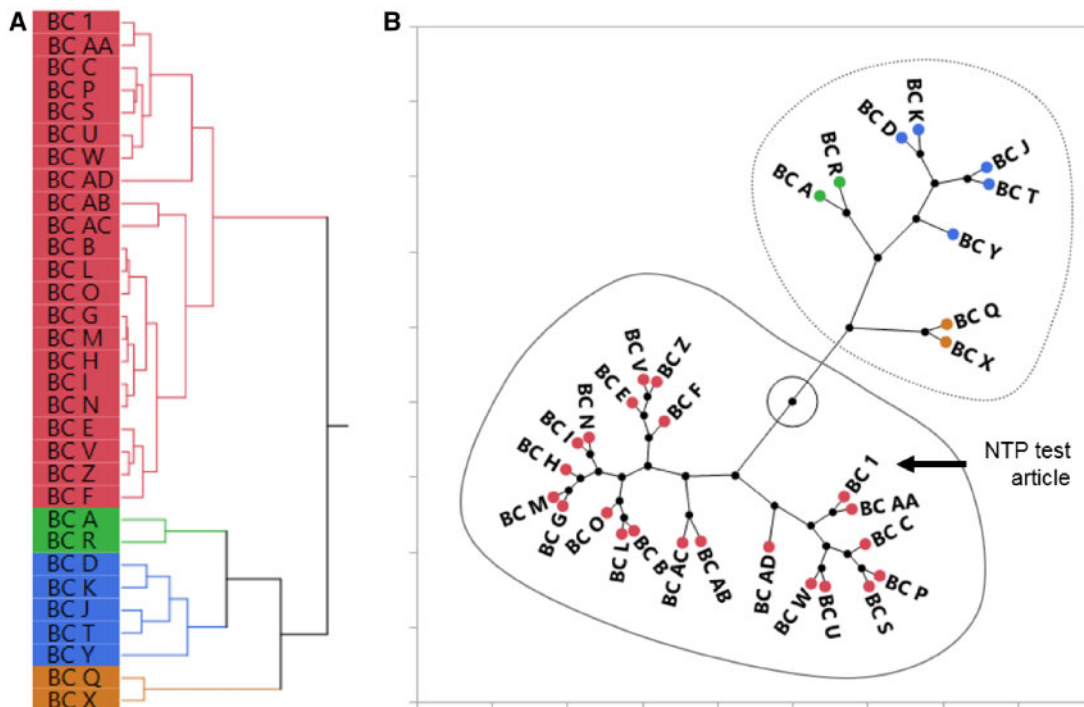 A
BC 1
BC AA
BC C
BC P
BC S
BC U
BC W
BC AD
BC AB
BC AC
BC B
BC L
BC O
BC G
BC M
BC H
BC I
BC N
BC E
BC V
BC Z
BC F
BC A
BC R
BC D
BC K
BC J
BC T
BC Y
BC Q
BC X
B
BC K
BC D
BC J
BC R
BC T
BC A
BC Y
BC Q
BC X
BC Z
BC V
BC E
BC F
BC N
BC I
BC H
BC M
BC G
BC O
BC L
BC B
BC AC
BC AB
BC AD
BC W
BC U
BC S
BC P
BC C
BC AA
BC 1
NTP test
article